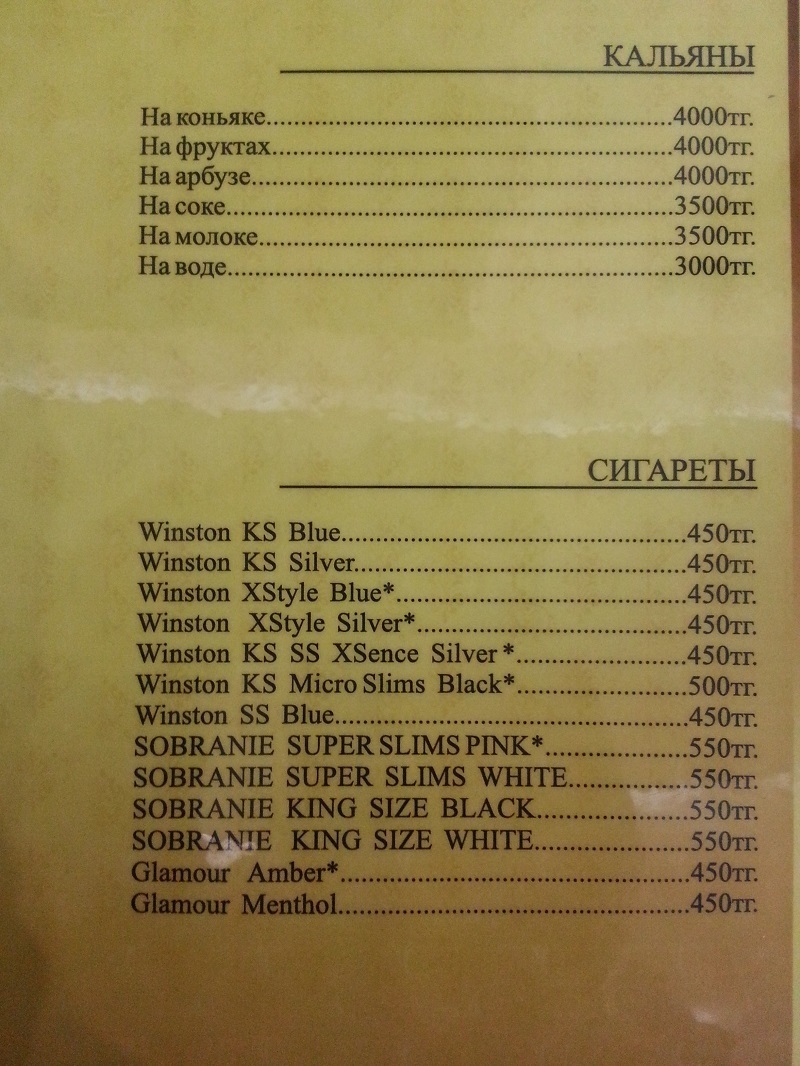 КАЛЬЯНЫ
На коньяке..........................................................4000тг.
На фруктах..........................................................4000тг.
На арбузе.............................................................4000тг.
На соке................................................................3500тг.
На молоке............................................................3500тг.
На воде................................................................3000тг.
СИГАРЕТЫ
Winston KS Blue.................................................450тг.
Winston KS Silver...............................................450тг.
Winston XStyle Blue*.........................................450тг.
Winston XStyle Silver*......................................450тг.
Winston KS SS XSence Silver *........................450тг.
Winston KS Micro Slims Black*........................500тг.
Winston SS Blue..................................................450тг.
SOBRANIE SUPER SLIMS PINK*....................550тг.
SOBRANIE SUPER SLIMS WHITE.................550тг.
SOBRANIE KING SIZE BLACK.....................550тг.
SOBRANIE KING SIZE WHITE......................550тг.
Glamour Amber*.................................................450тг.
Glamour Menthol.................................................450тг.